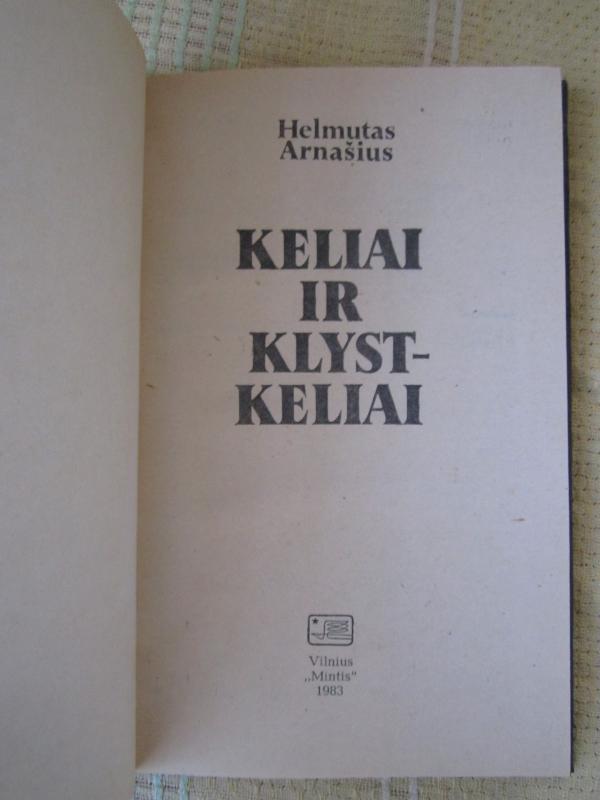 Helmutas
Arnašius
KELIAI
IR
KLYST-
KELIAI
Vilnius
„Mintis“
1983